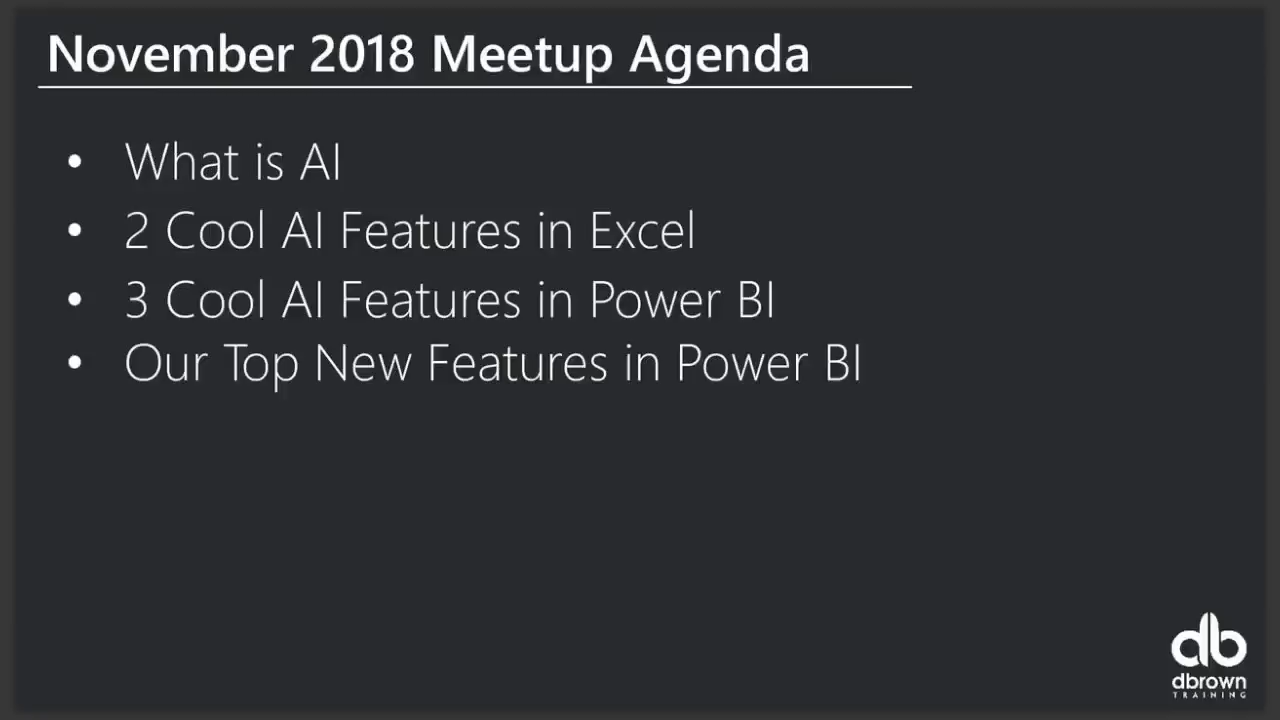 November 2018 Meetup Agenda
• What is AI
• 2 Cool AI Features in Excel
• 3 Cool AI Features in Power BI
• Our Top New Features in Power BI
db
dbrown
TRAINING